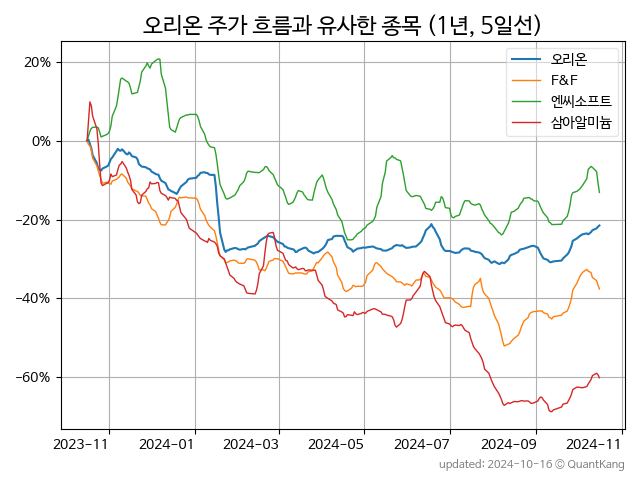 오리온 주가 흐름과 유사한 종목 (1년, 5일선)
오리온
F&F
엔씨소프트
삼아알미늄
20%
0%
−20%
−40%
−60%
2023−11
2024−01
2024−03
2024−05
2024−07
2024−09
2024−11
updated: 2024-10-16 © QuantKang